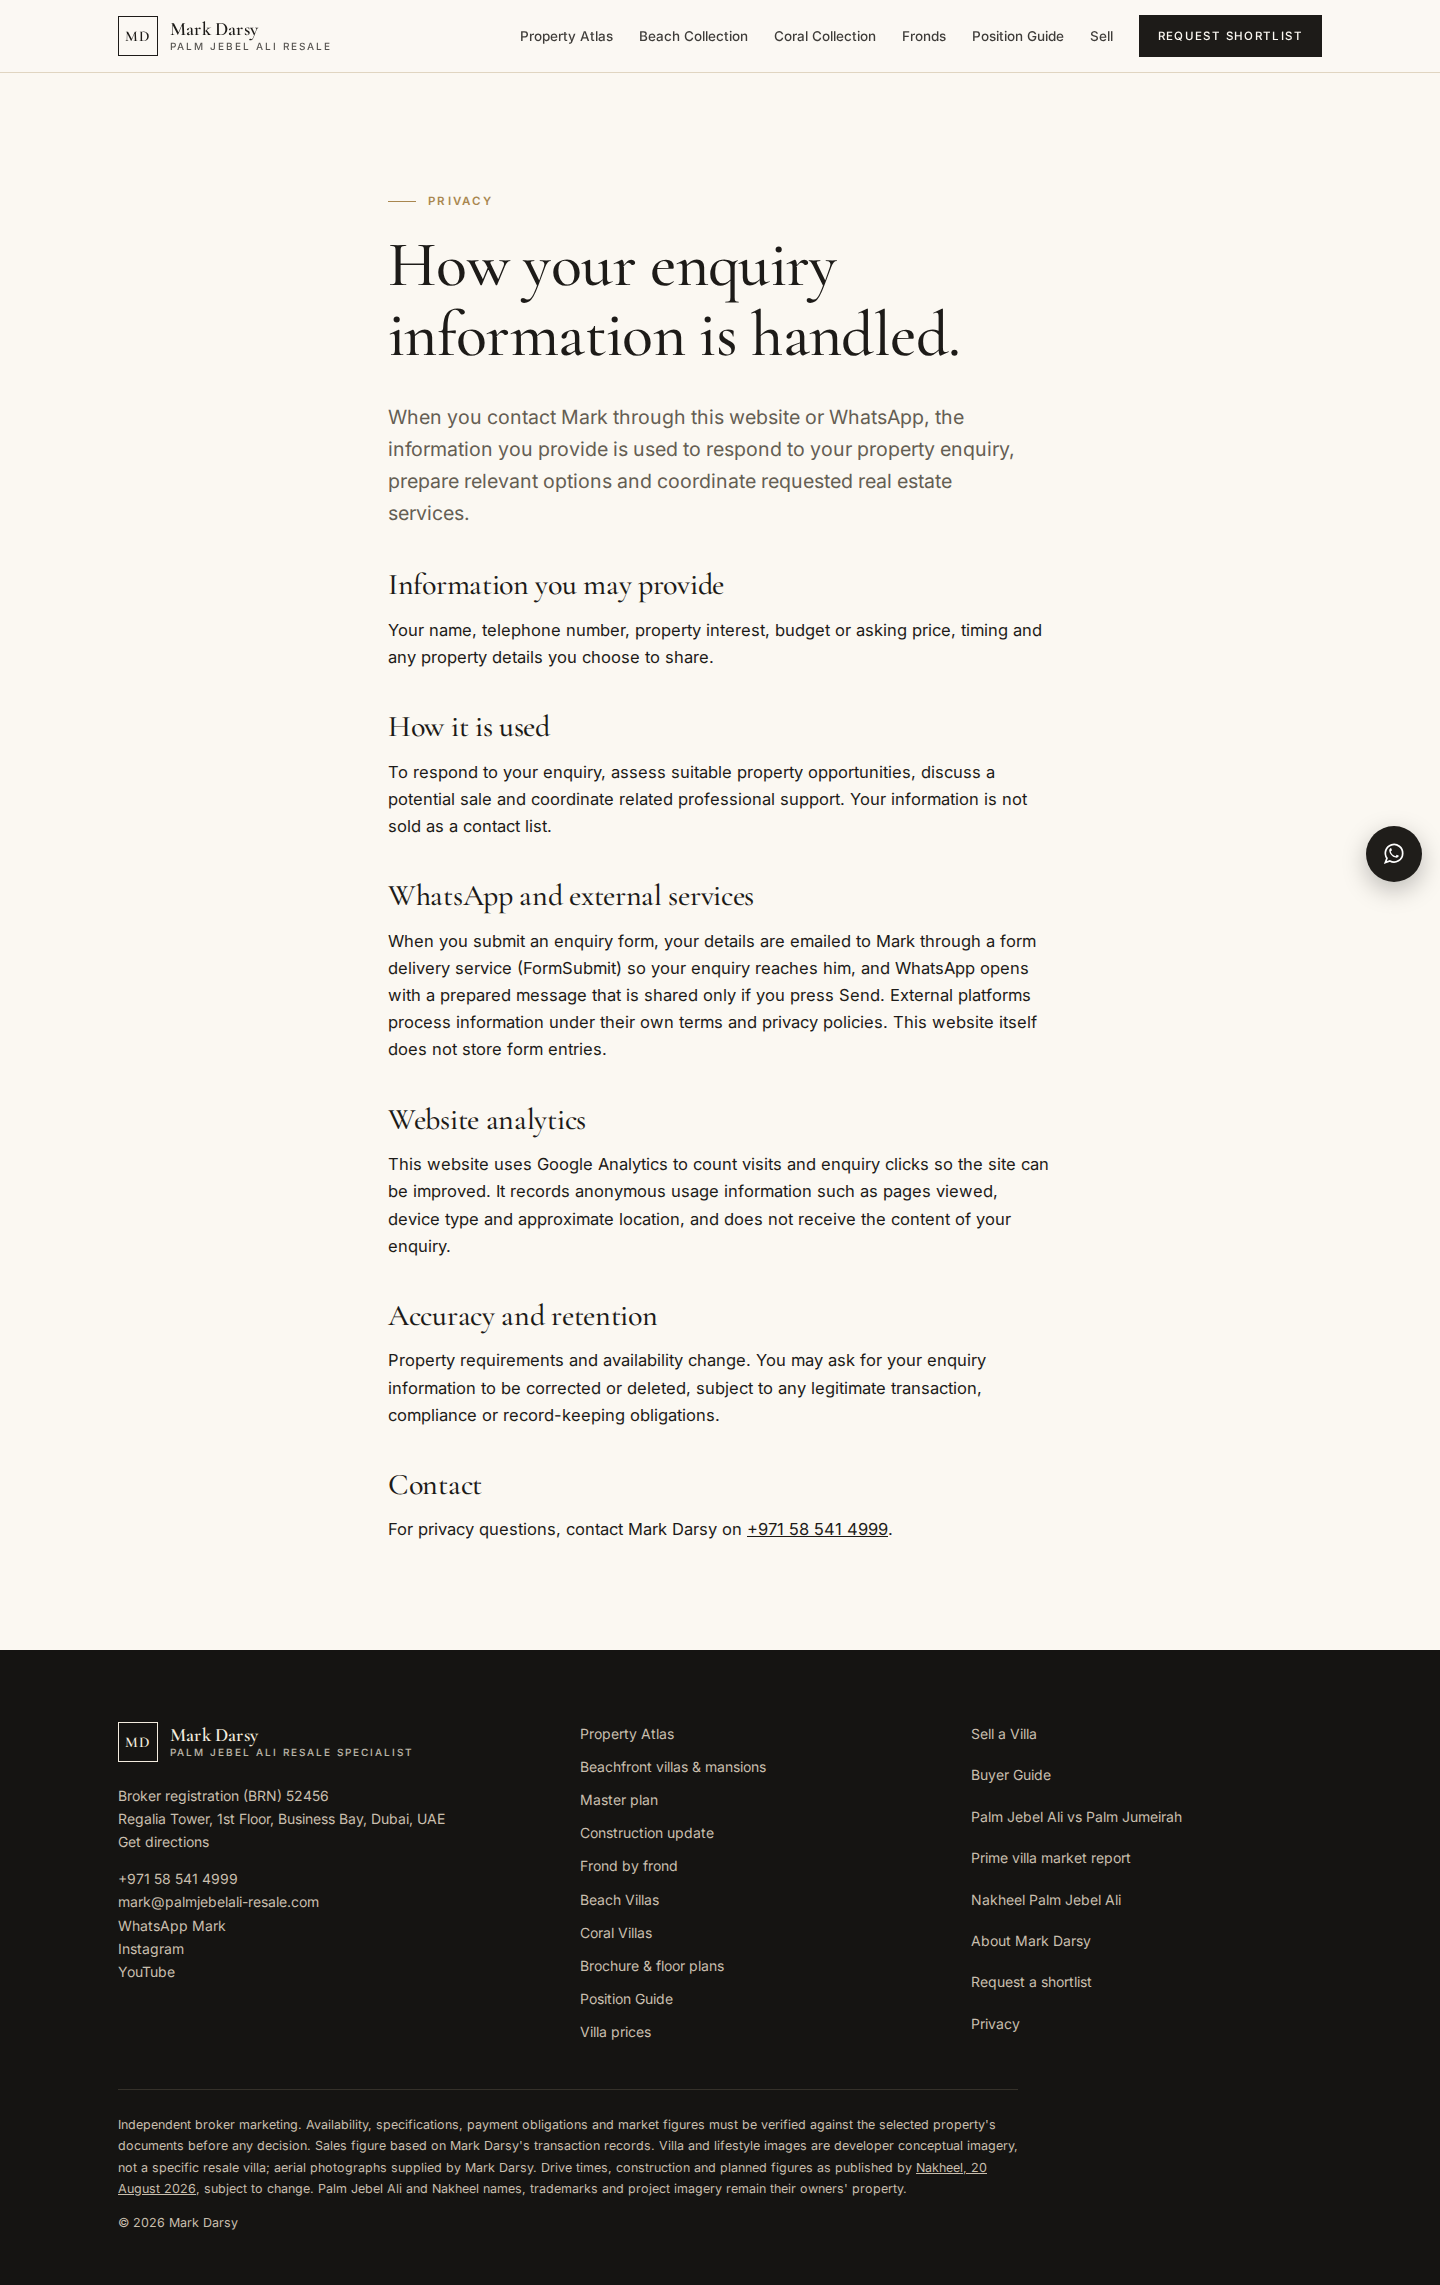 MD
Mark Darsy
PALM JEBEL ALI RESALE
Property Atlas
Beach Collection
Coral Collection
Fronds
Position Guide
Sell
REQUEST SHORTLIST
PRIVACY
How your enquiry
information is handled.
When you contact Mark through this website or WhatsApp, the
information you provide is used to respond to your property enquiry,
prepare relevant options and coordinate requested real estate
services.
Information you may provide
Your name, telephone number, property interest, budget or asking price, timing and
any property details you choose to share.
How it is used
To respond to your enquiry, assess suitable property opportunities, discuss a
potential sale and coordinate related professional support. Your information is not
sold as a contact list.
WhatsApp and external services
When you submit an enquiry form, your details are emailed to Mark through a form
delivery service (FormSubmit) so your enquiry reaches him, and WhatsApp opens
with a prepared message that is shared only if you press Send. External platforms
process information under their own terms and privacy policies. This website itself
does not store form entries.
Website analytics
This website uses Google Analytics to count visits and enquiry clicks so the site can
be improved. It records anonymous usage information such as pages viewed,
device type and approximate location, and does not receive the content of your
enquiry.
Accuracy and retention
Property requirements and availability change. You may ask for your enquiry
information to be corrected or deleted, subject to any legitimate transaction,
compliance or record-keeping obligations.
Contact
For privacy questions, contact Mark Darsy on +971 58 541 4999.
MD
Mark Darsy
PALM JEBEL ALI RESALE SPECIALIST
Broker registration (BRN) 52456
Regalia Tower, 1st Floor, Business Bay, Dubai, UAE
Get directions
+971 58 541 4999
mark@palmjebelali-resale.com
WhatsApp Mark
Instagram
YouTube
Property Atlas
Beachfront villas & mansions
Master plan
Construction update
Frond by frond
Beach Villas
Coral Villas
Brochure & floor plans
Position Guide
Villa prices
Sell a Villa
Buyer Guide
Palm Jebel Ali vs Palm Jumeirah
Prime villa market report
Nakheel Palm Jebel Ali
About Mark Darsy
Request a shortlist
Privacy
Independent broker marketing. Availability, specifications, payment obligations and market figures must be verified against the selected property's
documents before any decision. Sales figure based on Mark Darsy's transaction records. Villa and lifestyle images are developer conceptual imagery,
not a specific resale villa; aerial photographs supplied by Mark Darsy. Drive times, construction and planned figures as published by Nakheel, 20
August 2026, subject to change. Palm Jebel Ali and Nakheel names, trademarks and project imagery remain their owners' property.
© 2026 Mark Darsy